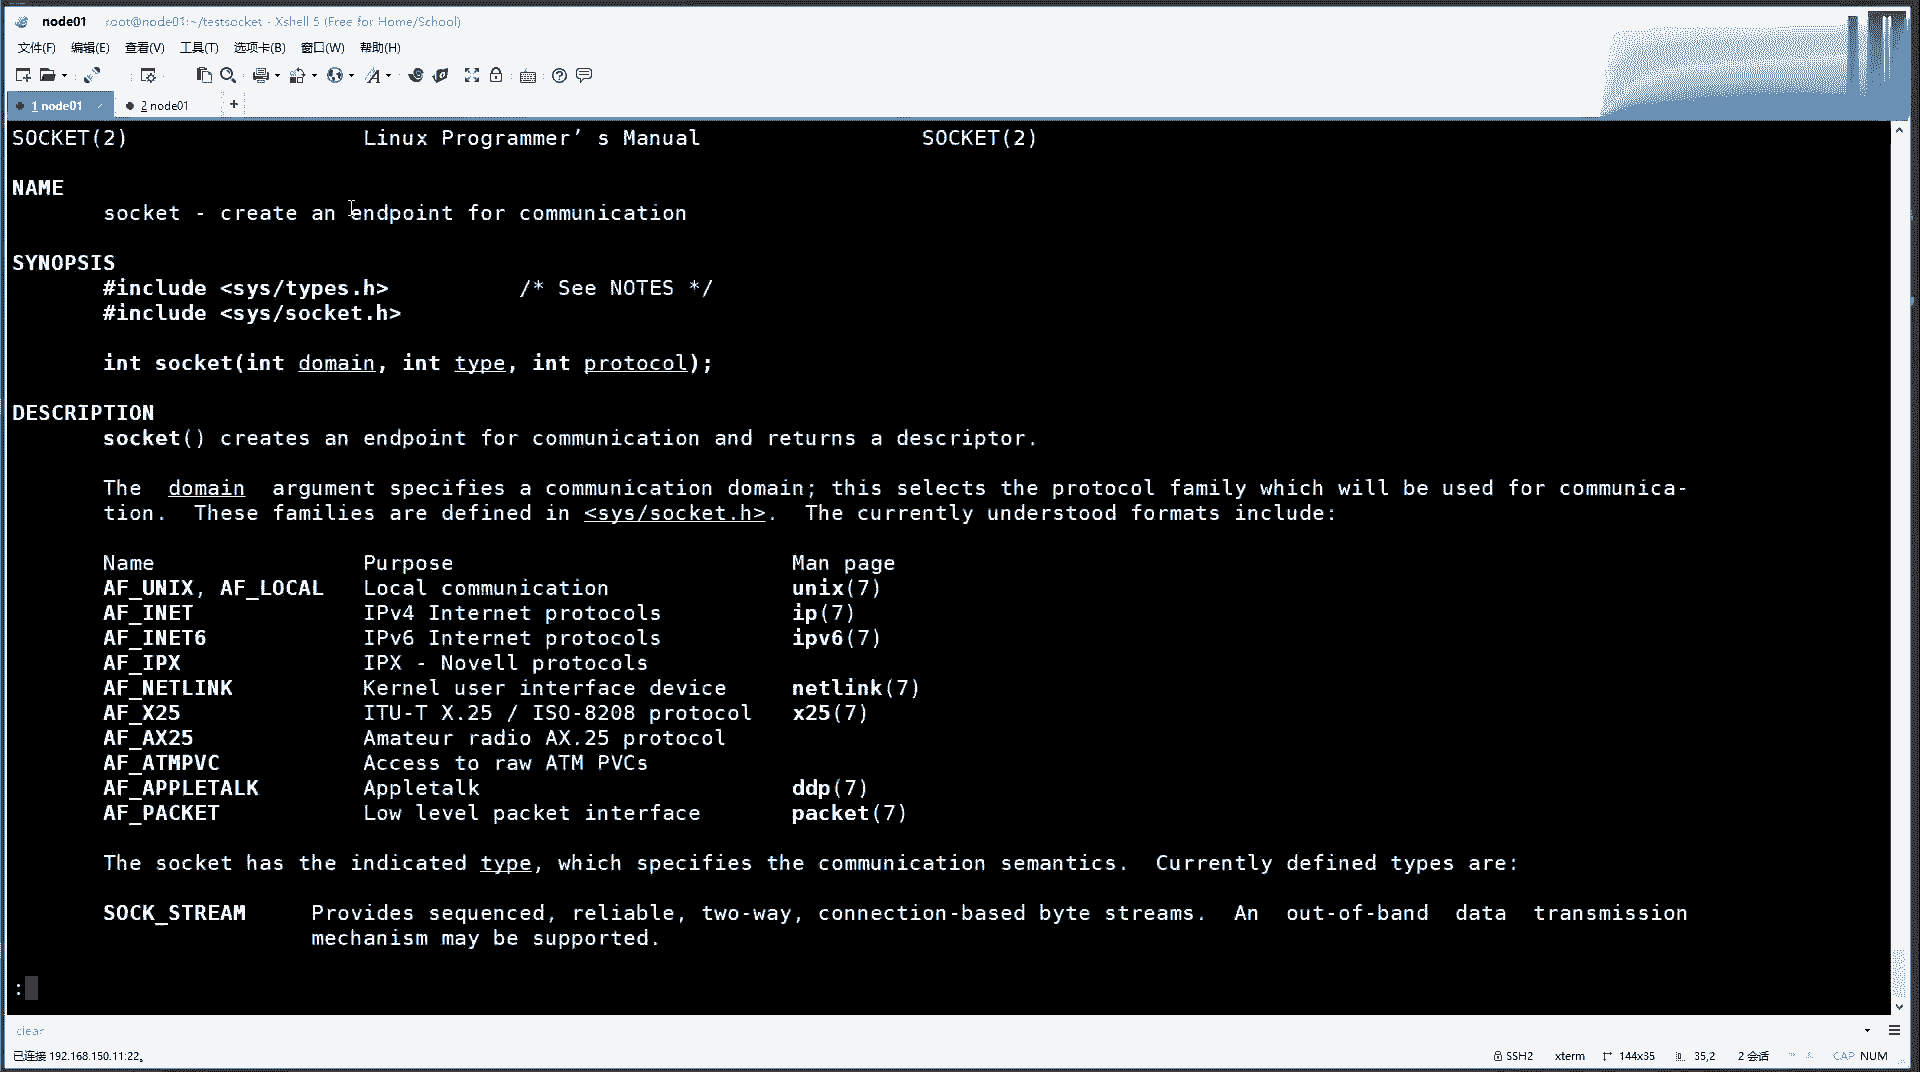 node01 root@node01:~/testsocket - Xshell 5 (Free for Home/School)
文件(F) 编辑(E) 查看(V) 工具(T) 选项卡(B) 窗口(W) 帮助(H)
1 node01 2 node01 +
SOCKET(2) Linux Programmer’ s Manual SOCKET(2)
NAME
socket - create an endpoint for communication
SYNOPSIS
#include <sys/types.h> /* See NOTES */
#include <sys/socket.h>
int socket(int domain, int type, int protocol);
DESCRIPTION
socket() creates an endpoint for communication and returns a descriptor.
The domain argument specifies a communication domain; this selects the protocol family which will be used for communica-
tion. These families are defined in <sys/socket.h>. The currently understood formats include:
Name Purpose Man page
AF_UNIX, AF_LOCAL Local communication unix(7)
AF_INET IPv4 Internet protocols ip(7)
AF_INET6 IPv6 Internet protocols ipv6(7)
AF_IPX IPX - Novell protocols
AF_NETLINK Kernel user interface device netlink(7)
AF_X25 ITU-T X.25 / ISO-8208 protocol x25(7)
AF_AX25 Amateur radio AX.25 protocol
AF_ATMPVC Access to raw ATM PVCs
AF_APPLETALK Appletalk ddp(7)
AF_PACKET Low level packet interface packet(7)
The socket has the indicated type, which specifies the communication semantics. Currently defined types are:
SOCK_STREAM Provides sequenced, reliable, two-way, connection-based byte streams. An out-of-band data transmission
mechanism may be supported.
:
clear
已连接 192.168.150.11:22。 SSH2 xterm 144x35 35,2 2 会话 CAP NUM